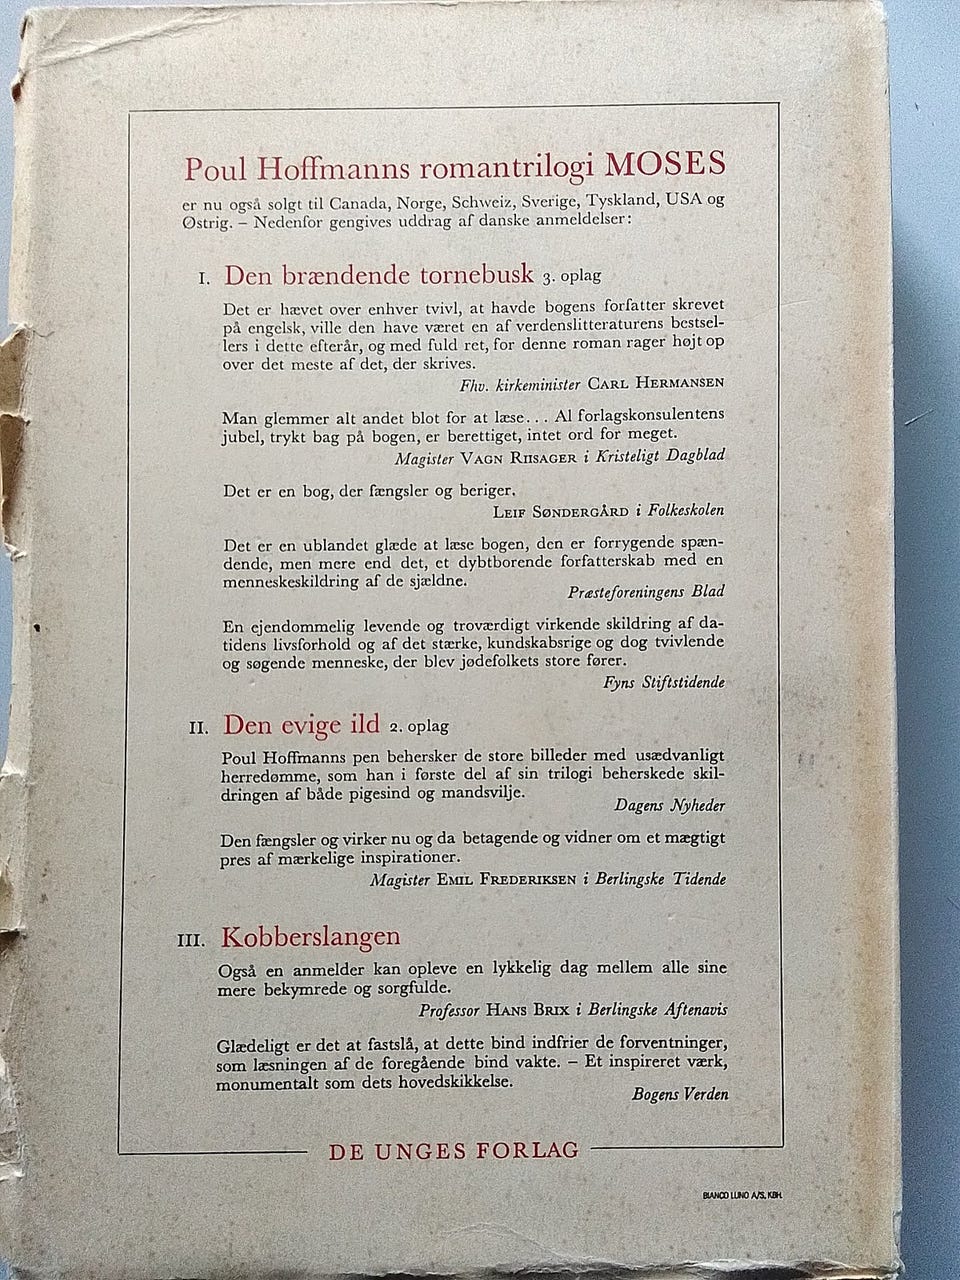 Poul Hoffmanns romantrilogi MOSES
er nu også solgt til Canada, Norge, Schweiz, Sverige, Tyskland, USA og
Østrig. – Nedenfor gengives uddrag af danske anmeldelser:
I. Den brændende tornebusk 3. oplag
Det er hævet over enhver tvivl, at havde bogens forfatter skrevet
på engelsk, ville den have været en af verdenslitteraturens bestsel-
lers i dette efterår, og med fuld ret, for denne roman rager højt op
over det meste af det, der skrives.
Fhv. kirkeminister CARL HERMANSEN
Man glemmer alt andet blot for at læse... Al forlagskonsulentens
jubel, trykt bag på bogen, er berettiget, intet ord for meget.
Magister VAGN RIISAGER i Kristeligt Dagblad
Det er en bog, der fængsler og beriger.
LEIF SØNDERGÅRD i Folkeskolen
Det er en ublandet glæde at læse bogen, den er forrygende spæn-
dende, men mere end det, et dybtborende forfatterskab med en
menneskeskildring af de sjældne.
Præsteforeningens Blad
En ejendommelig levende og troværdigt virkende skildring af da-
tidens livsforhold og af det stærke, kundskabsrige og dog tvivlende
og søgende menneske, der blev jødefolkets store fører.
Fyns Stiftstidende
II. Den evige ild 2. oplag
Poul Hoffmanns pen behersker de store billeder med usædvanligt
herredømme, som han i første del af sin trilogi beherskede skil-
dringen af både pigesind og mandsvilje.
Dagens Nyheder
Den fængsler og virker nu og da betagende og vidner om et mægtigt
pres af mærkelige inspirationer.
Magister EMIL FREDERIKSEN i Berlingske Tidende
III. Kobberslangen
Også en anmelder kan opleve en lykkelig dag mellem alle sine
mere bekymrede og sorgfulde.
Professor HANS BRIX i Berlingske Aftenavis
Glædeligt er det at fastslå, at dette bind indfrier de forventninger,
som læsningen af de foregående bind vakte. – Et inspireret værk,
monumentalt som dets hovedskikkelse.
Bogens Verden
DE UNGES FORLAG
BIANCO LUNO A/S, KBH.